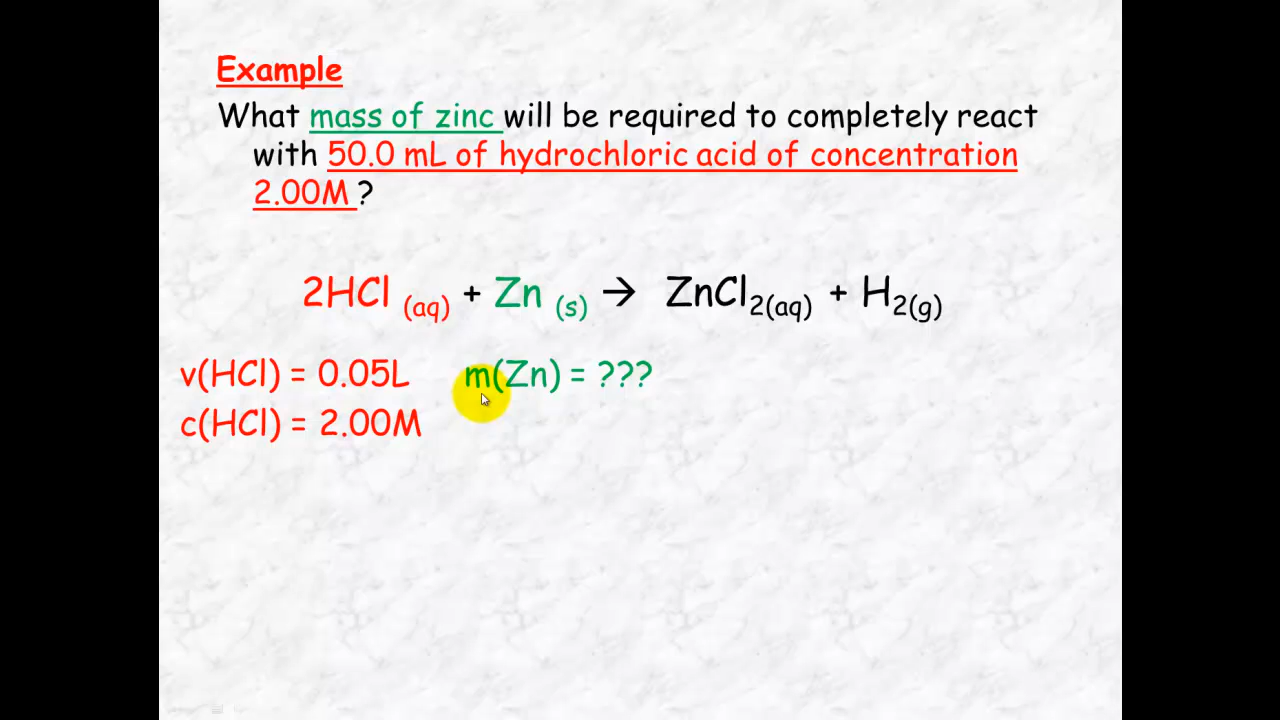 Example
What mass of zinc will be required to completely react
with 50.0 mL of hydrochloric acid of concentration
2.00M ?
2HCl (aq) + Zn (s) → ZnCl2(aq) + H2(g)
v(HCl) = 0.05L m(Zn) = ???
c(HCl) = 2.00M